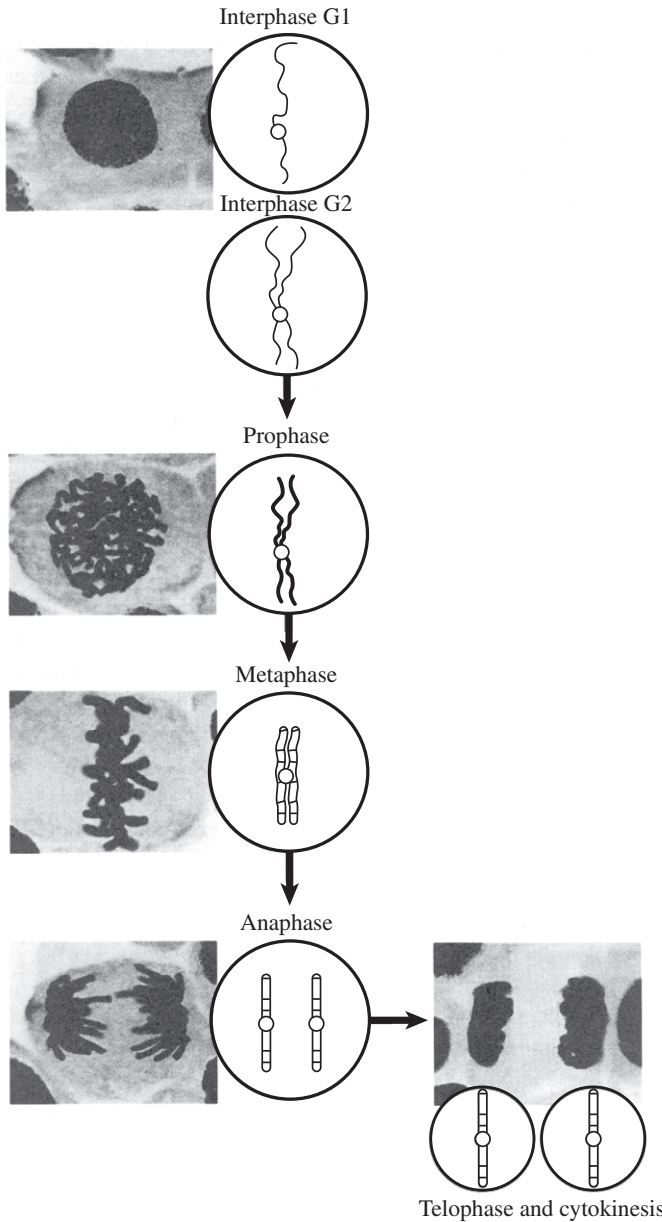 Interphase G1
Interphase G2
Prophase
Metaphase
Anaphase
Telophase and cytokinesis